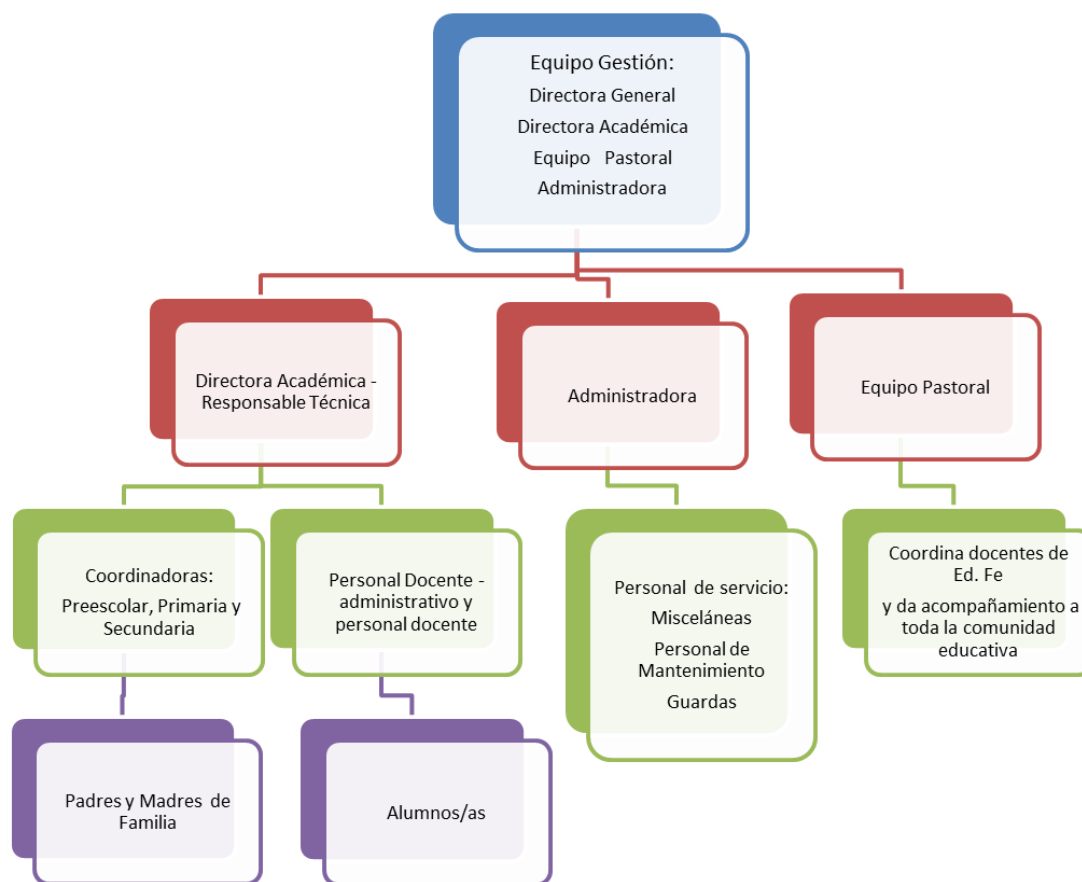 Equipo Gestión:
Directora General
Directora Académica
Equipo Pastoral
Administradora
Directora Académica -
Responsable Técnica
Administradora
Equipo Pastoral
Coordinadoras:
Preescolar, Primaria y
Secundaria
Personal Docente -
administrativo y
personal docente
Personal de servicio:
Misceláneas
Personal de
Mantenimiento
Guardas
Coordina docentes de
Ed. Fe
y da acompañamiento a
toda la comunidad
educativa
Padres y Madres de
Familia
Alumnos/as